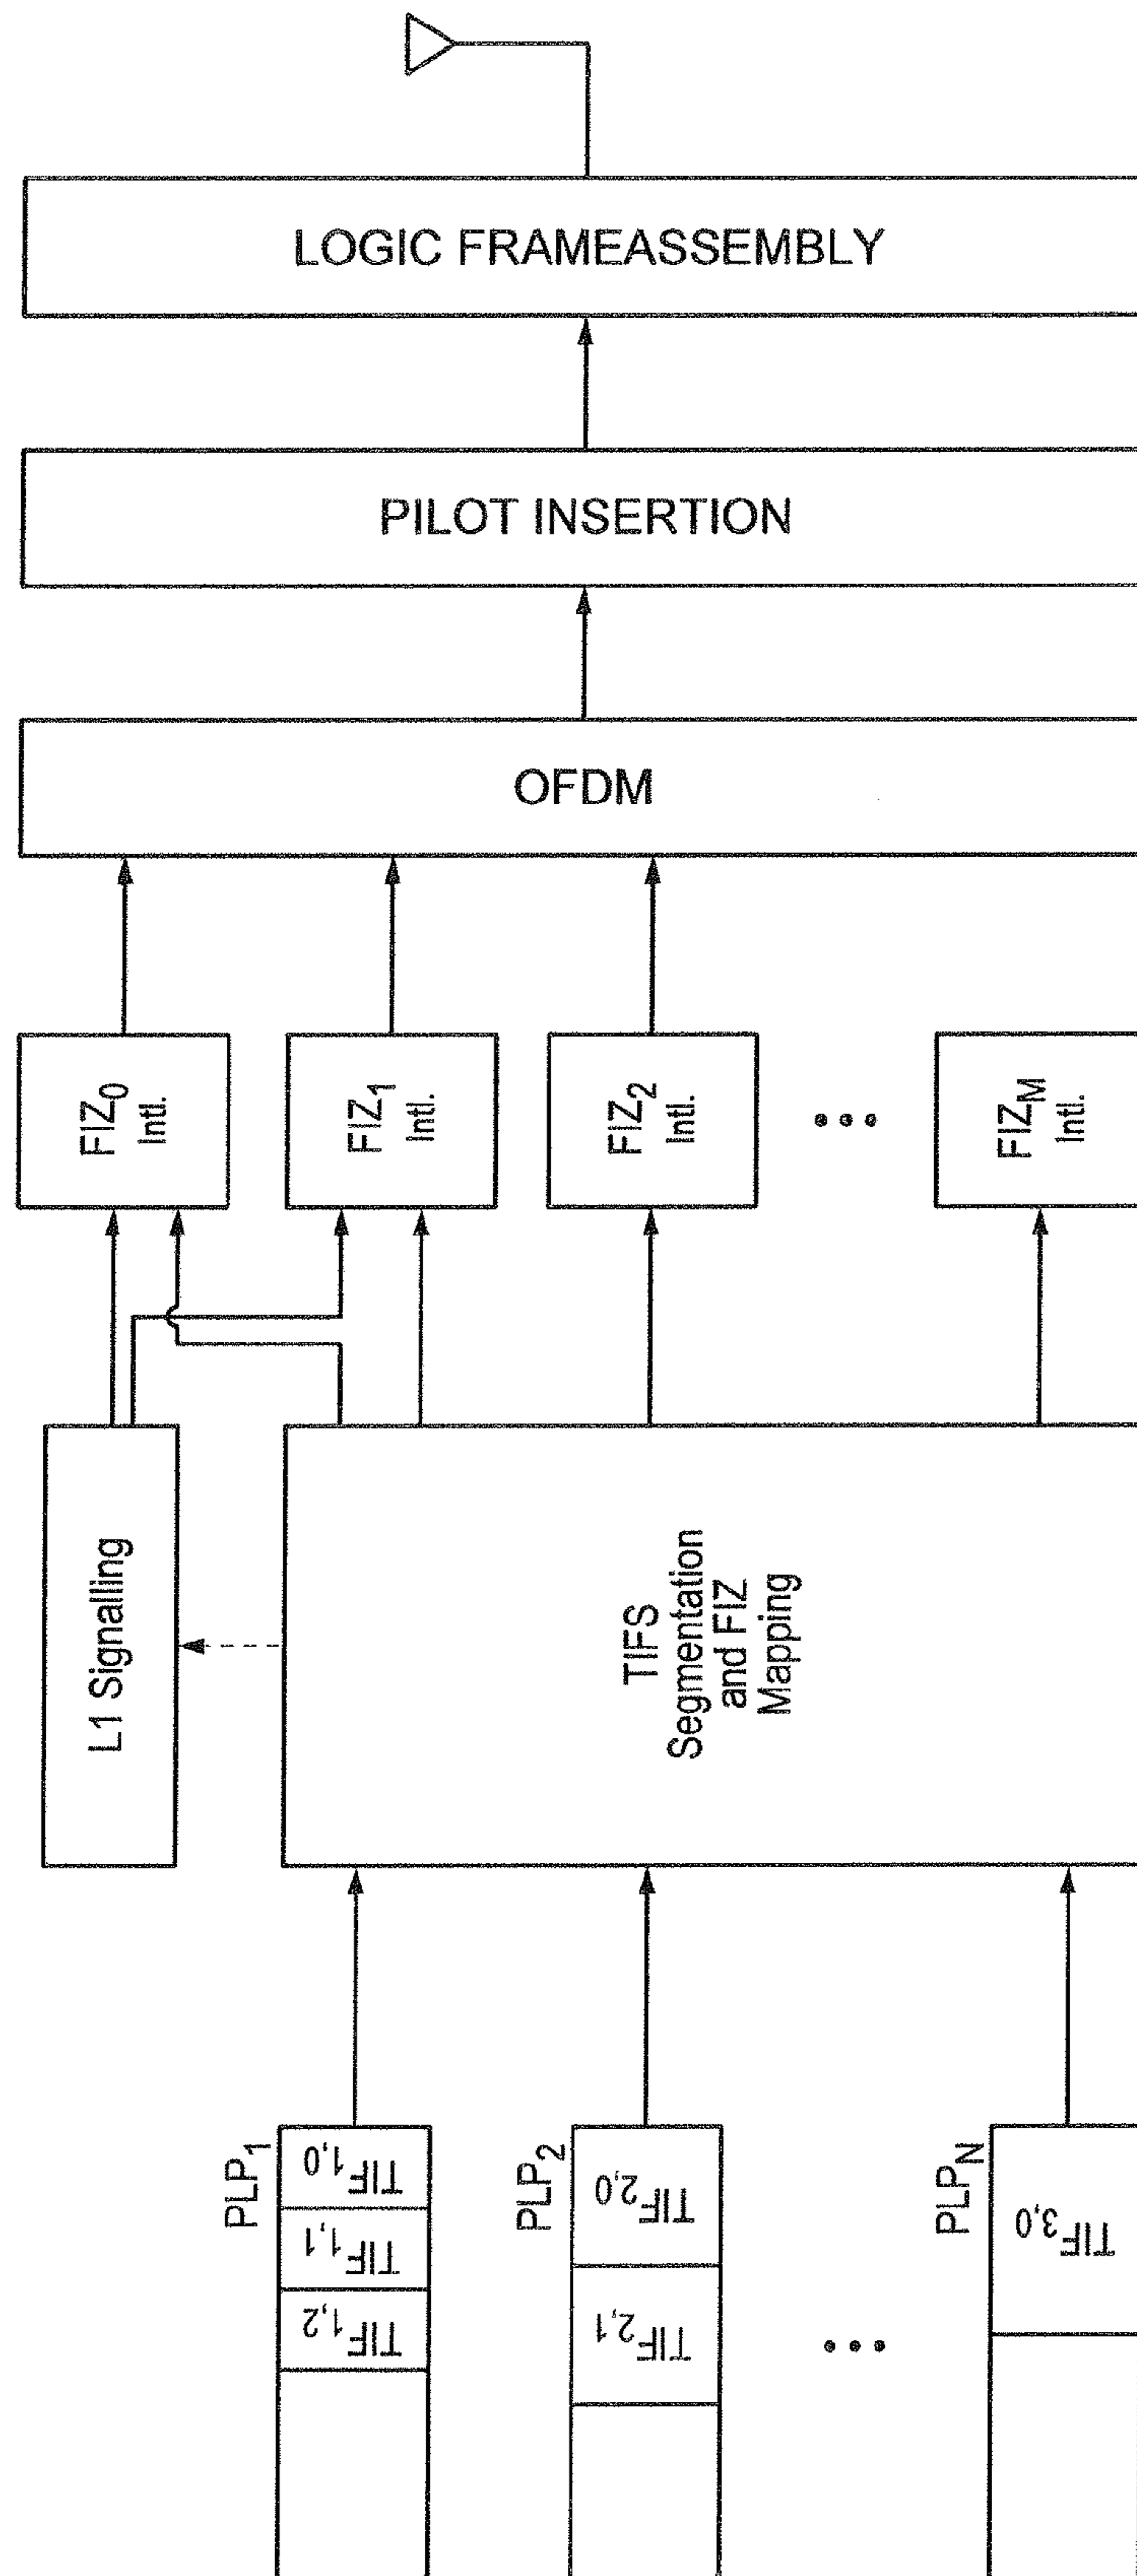 LOGIC FRAMEASSEMBLY
PILOT INSERTION
OFDM
FIZ0
Intl.
FIZ1
Intl.
FIZ2
Intl.
FIZM
Intl.
L1 Signalling
TIFS
Segmentation
and FIZ
Mapping
PLP1
TIF1,0
TIF1,1
TIF1,2
PLP2
TIF2,0
TIF2,1
PLPN
TIF3,0